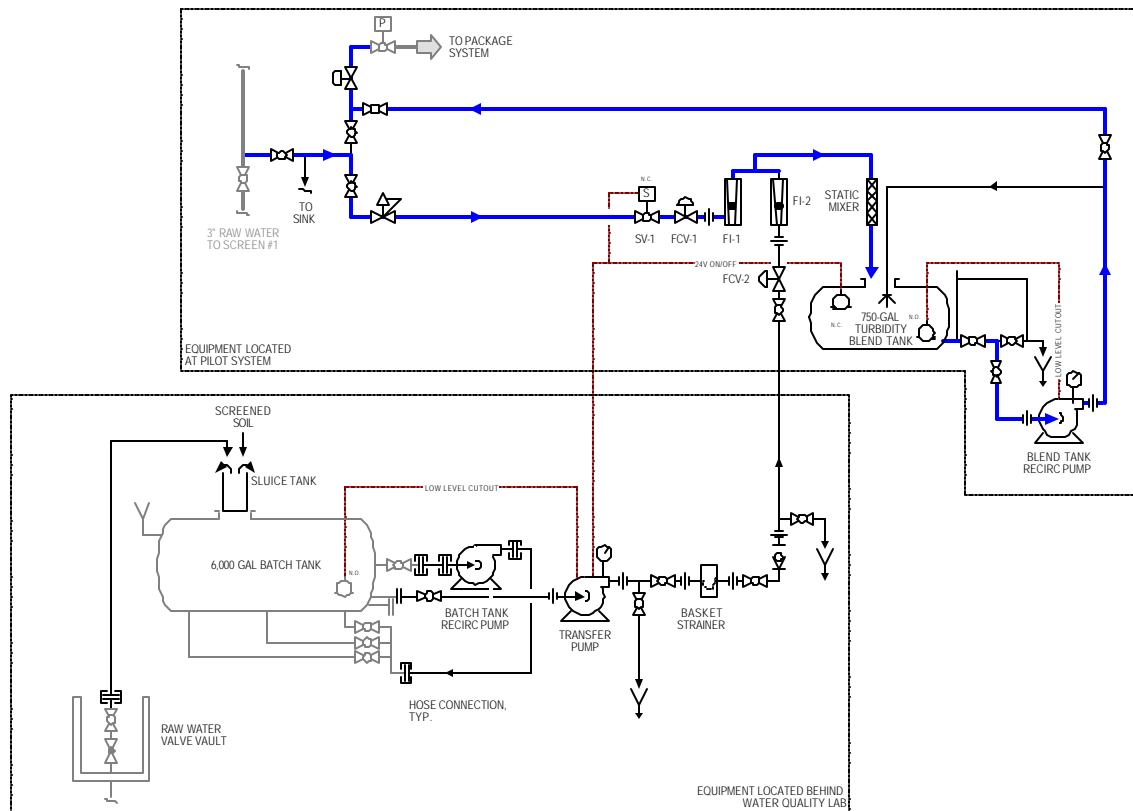 P
TO PACKAGE
SYSTEM
TO
SINK
3" RAW WATER
TO SCREEN #1
N.C.
S
SV-1
FCV-1
FI-1
FI-2
STATIC
MIXER
24V ON/OFF
FCV-2
750-GAL
TURBIDITY
BLEND TANK
N.C.
N.O.
LOW LEVEL CUTOUT
EQUIPMENT LOCATED
AT PILOT SYSTEM
BLEND TANK
RECIRC PUMP
SCREENED
SOIL
SLUICE TANK
LOW LEVEL CUTOUT
6,000 GAL BATCH TANK
N.O.
BATCH TANK
RECIRC PUMP
TRANSFER
PUMP
BASKET
STRAINER
HOSE CONNECTION,
TYP.
RAW WATER
VALVE VAULT
EQUIPMENT LOCATED BEHIND
WATER QUALITY LAB